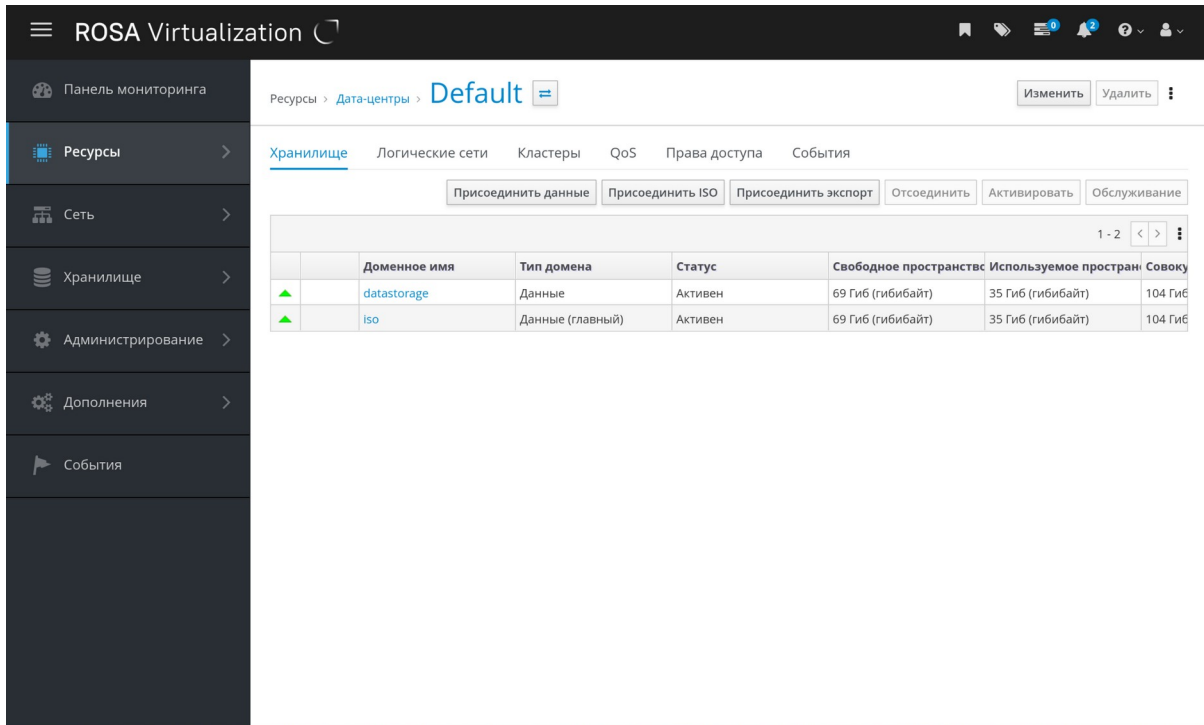 ROSA Virtualization
0
2
Панель мониторинга
Ресурсы
Сеть
Хранилище
Администрирование
Дополнения
События
Ресурсы › Дата-центры › Default
Изменить Удалить
Хранилище Логические сети Кластеры QoS Права доступа События
Присоединить данные Присоединить ISO Присоединить экспорт Отсоединить Активировать Обслуживание
1 - 2
Доменное имя Тип домена Статус Свободное пространство Используемое простран Совоку
datastorage Данные Активен 69 Гиб (гибибайт) 35 Гиб (гибибайт) 104 Гиб
iso Данные (главный) Активен 69 Гиб (гибибайт) 35 Гиб (гибибайт) 104 Гиб